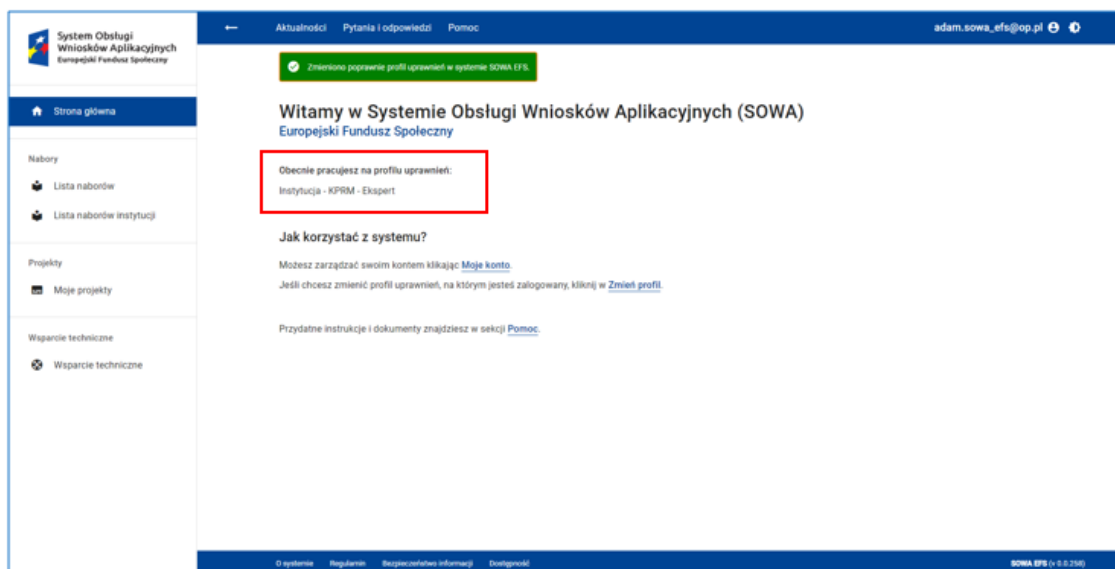 System Obsługi
Wniosków Aplikacyjnych
Europejski Fundusz Społeczny
Aktualności Pytania i odpowiedzi Pomoc
adam.sowa_efs@op.pl
Zmieniono poprawnie profil uprawnień w systemie SOWA EFS.
Strona główna
Nabory
Lista naborów
Lista naborów instytucji
Projekty
Moje projekty
Wsparcie techniczne
Wsparcie techniczne
Witamy w Systemie Obsługi Wniosków Aplikacyjnych (SOWA)
Europejski Fundusz Społeczny
Obecnie pracujesz na profilu uprawnień:
Instytucja - KPRM - Ekspert
Jak korzystać z systemu?
Możesz zarządzać swoim kontem klikając Moje konto.
Jeśli chcesz zmienić profil uprawnień, na którym jesteś zalogowany, kliknij w Zmień profil.
Przydatne instrukcje i dokumenty znajdziesz w sekcji Pomoc.
O systemie Regulamin Bezpieczeństwo informacji Dostępność
SOWA EFS (v 0.0.258)